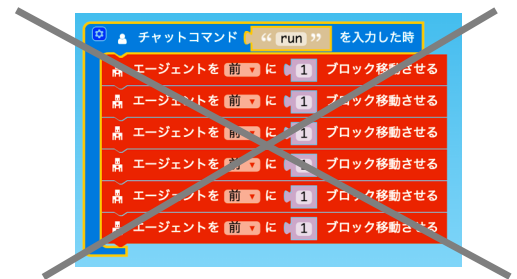 チャットコマンド “ run ” を入力した時
エージェントを 前 に 1 ブロック移動させる
エージェントを 前 に 1 ブロック移動させる
エージェントを 前 に 1 ブロック移動させる
エージェントを 前 に 1 ブロック移動させる
エージェントを 前 に 1 ブロック移動させる
エージェントを 前 に 1 ブロック移動させる